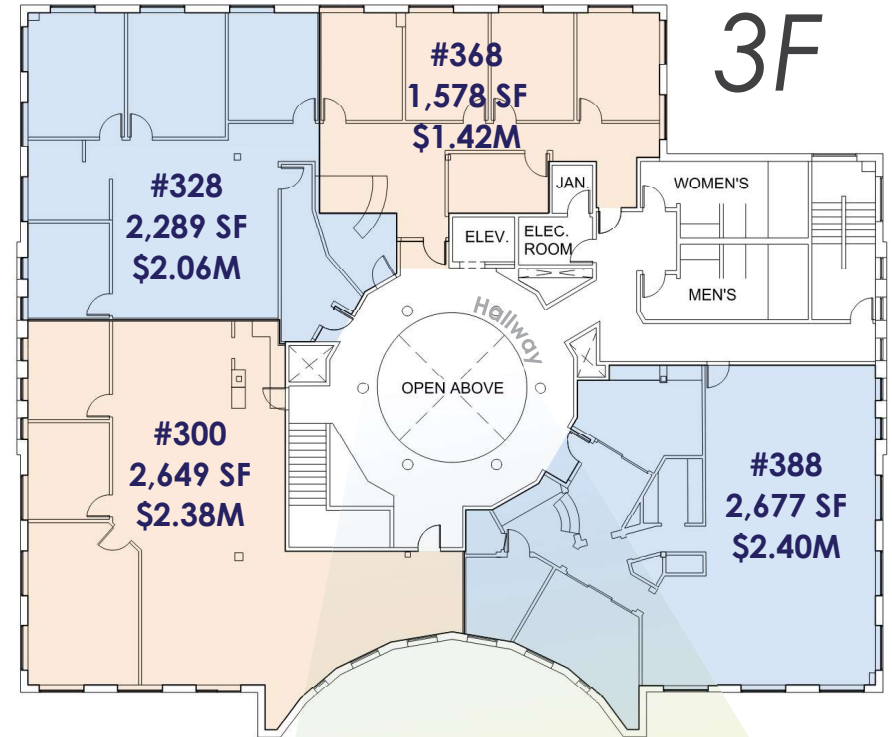 3F
#368
1,578 SF
$1.42M
#328
2,289 SF
$2.06M
JAN.
WOMEN'S
ELEV.
ELEC.
ROOM
MEN'S
Hallway
OPEN ABOVE
#300
2,649 SF
$2.38M
#388
2,677 SF
$2.40M